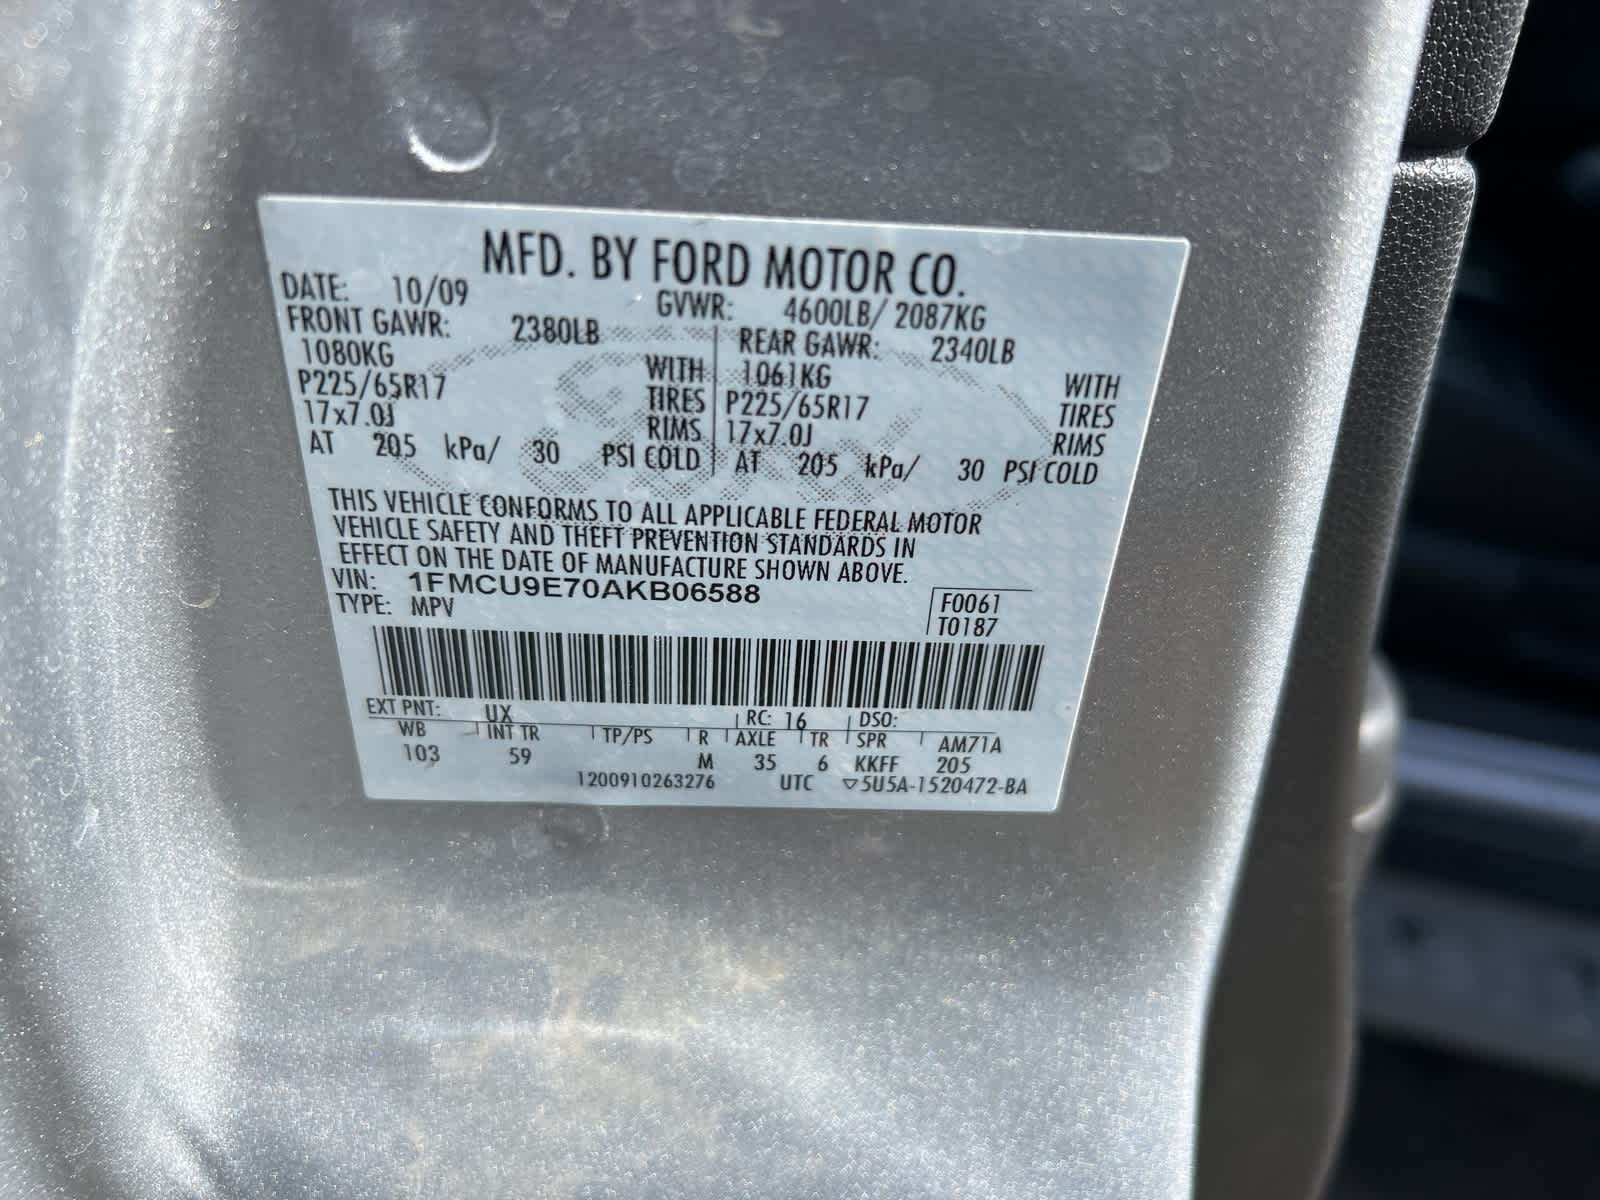 MFD. BY FORD MOTOR CO.
DATE: 10/09 GVWR: 4600LB/ 2087KG
FRONT GAWR: 2380LB REAR GAWR: 2340LB
1080KG WITH 1061KG WITH
P225/65R17 TIRES P225/65R17 TIRES
17x7.0J RIMS 17x7.0J RIMS
AT 205 kPa/ 30 PSI COLD AT 205 kPa/ 30 PSI COLD
THIS VEHICLE CONFORMS TO ALL APPLICABLE FEDERAL MOTOR
VEHICLE SAFETY AND THEFT PREVENTION STANDARDS IN
EFFECT ON THE DATE OF MANUFACTURE SHOWN ABOVE.
VIN: 1FMCU9E70AKB06588
TYPE: MPV
F0061
T0187
EXT PNT: UX RC: 16 DSO:
WB INT TR TP/PS R AXLE TR SPR AM71A
103 59 M 35 6 KKFF 205
1200910263276 UTC ▽5U5A-1520472-BA